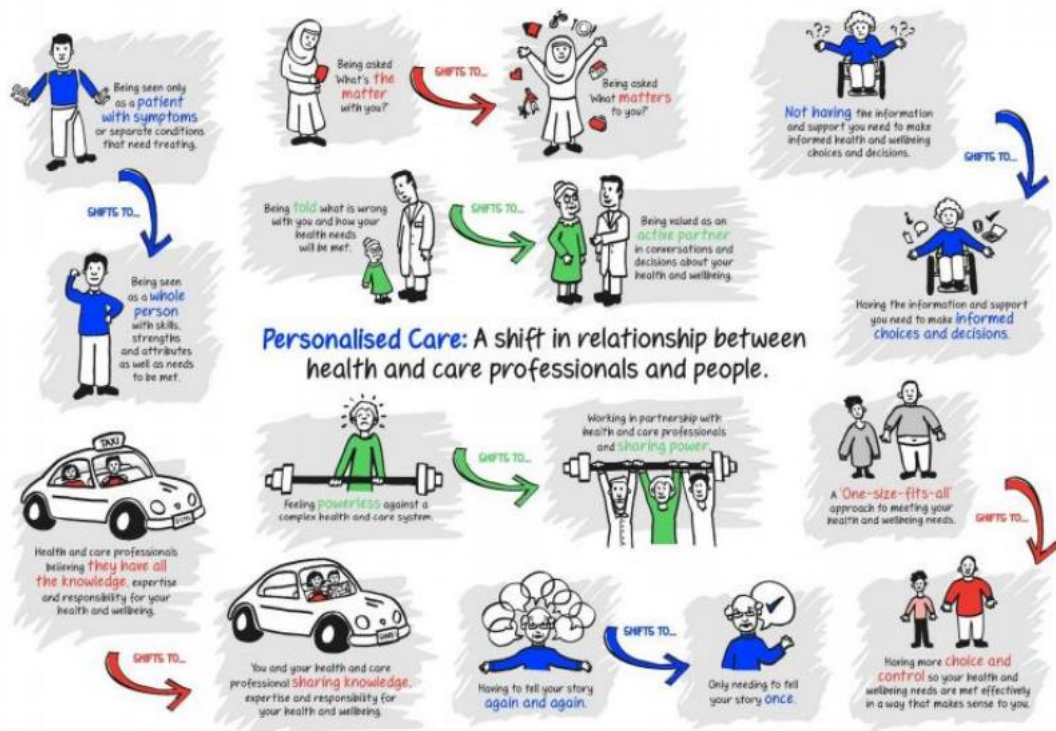 Being seen only
as a patient
with symptoms
or separate conditions
that need treating.
SHIFTS TO...
Being seen
as a whole
person
with skills,
strengths
and attributes
as well as needs
to be met.
Being asked
'What's the
matter
with you?'
SHIFTS TO...
Being asked
'What matters
to you?'
Not having the information
and support you need to make
informed health and wellbeing
choices and decisions.
SHIFTS TO...
Having the information and support
you need to make informed
choices and decisions.
Being told what is wrong
with you and how your
health needs
will be met.
SHIFTS TO...
Being valued as an
active partner
in conversations and
decisions about your
health and wellbeing.
Personalised Care: A shift in relationship between
health and care professionals and people.
TAXI
Health and care professionals
believing they have all
the knowledge, expertise
and responsibility for your
health and wellbeing.
SHIFTS TO...
You and your health and care
professional sharing knowledge,
expertise and responsibility for
your health and wellbeing.
Feeling powerless against a
complex health and care system.
SHIFTS TO...
Working in partnership with
health and care professionals
and sharing power.
Having to tell your story
again and again.
SHIFTS TO...
Only needing to tell
your story once.
A 'One-size-fits-all'
approach to meeting your
health and wellbeing needs.
SHIFTS TO...
Having more choice and
control so your health and
wellbeing needs are met effectively
in a way that makes sense to you.